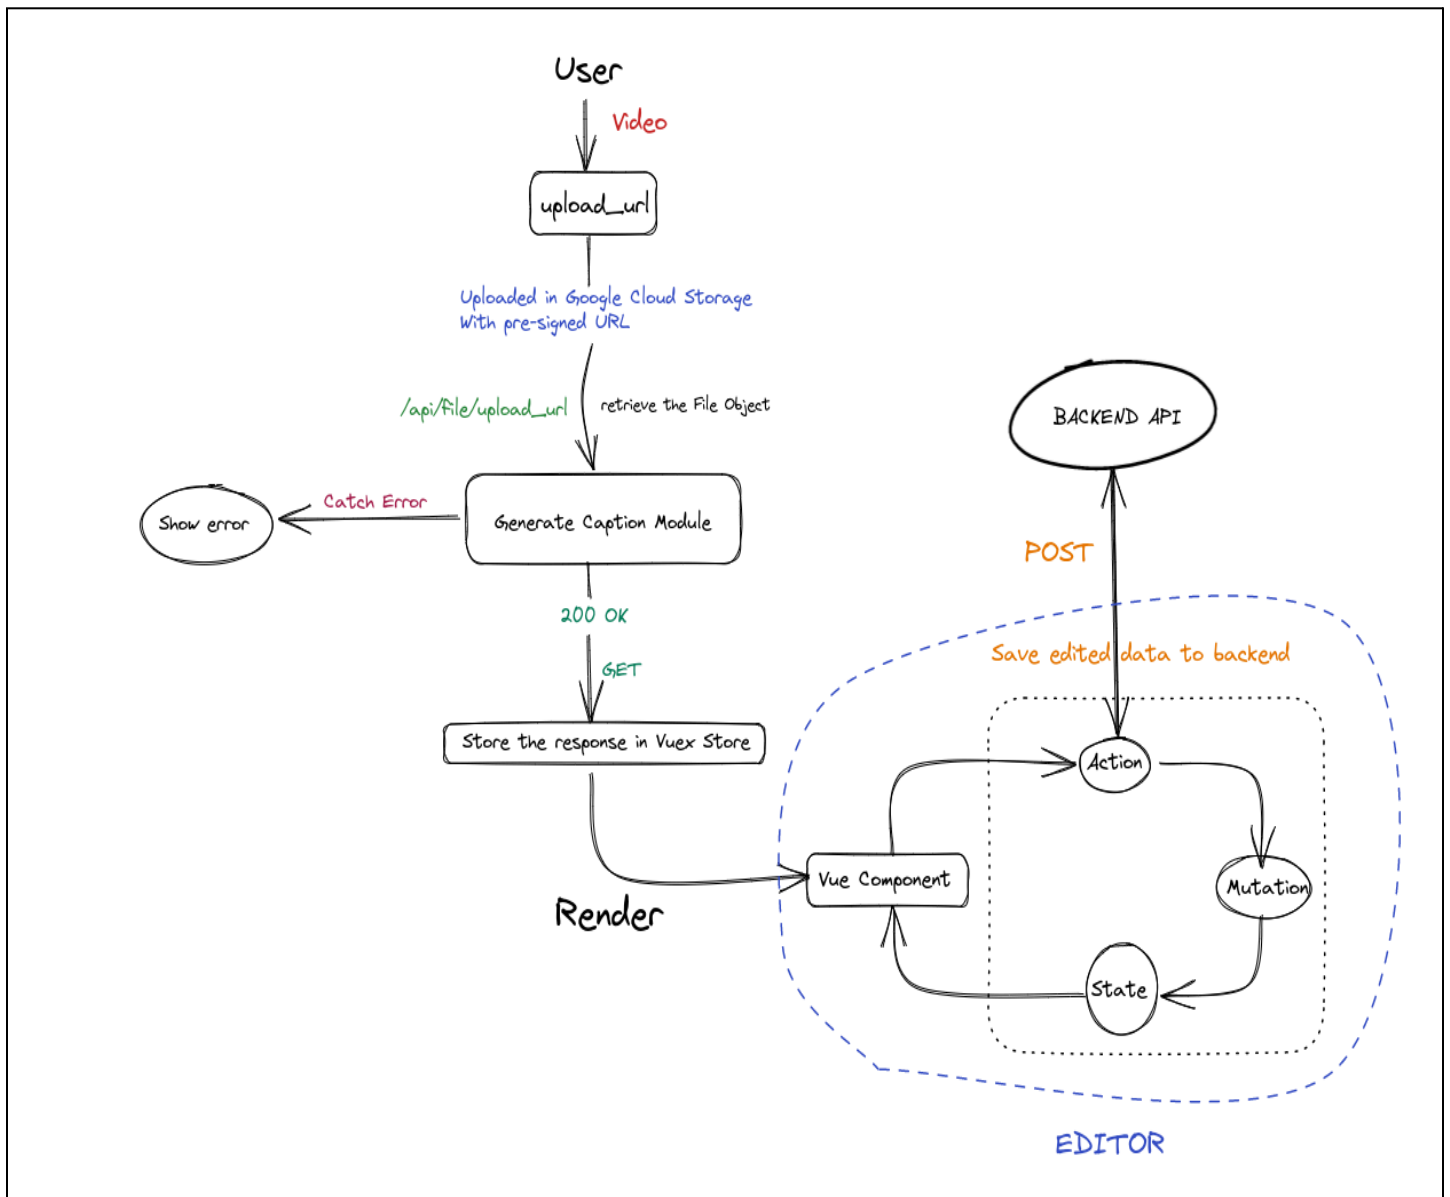 User
Video
upload_url
Uploaded in Google Cloud Storage
With pre-signed URL
/api/file/upload_url
retrieve the File Object
BACKEND API
Show error
Catch Error
Generate Caption Module
POST
200 OK
Save edited data to backend
GET
Store the response in Vuex Store
Action
Vue Component
Mutation
Render
State
EDITOR